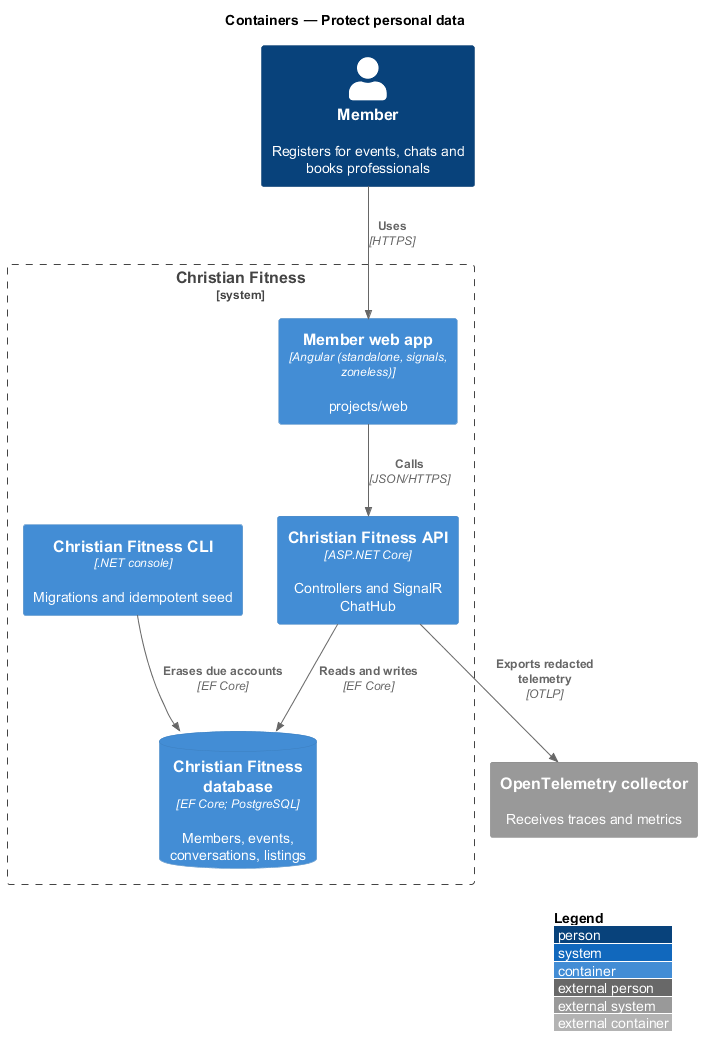 Containers — Protect personal data
Member
Registers for events, chats and
books professionals
Uses
[HTTPS]
Christian Fitness
[system]
Member web app
[Angular (standalone, signals,
zoneless)]
projects/web
Calls
[JSON/HTTPS]
Christian Fitness CLI
[.NET console]
Migrations and idempotent seed
Christian Fitness API
[ASP.NET Core]
Controllers and SignalR
ChatHub
Erases due accounts
[EF Core]
Reads and writes
[EF Core]
Exports redacted
telemetry
[OTLP]
Christian Fitness
database
[EF Core; PostgreSQL]
Members, events,
conversations, listings
OpenTelemetry collector
Receives traces and metrics
Legend
person
system
container
external person
external system
external container